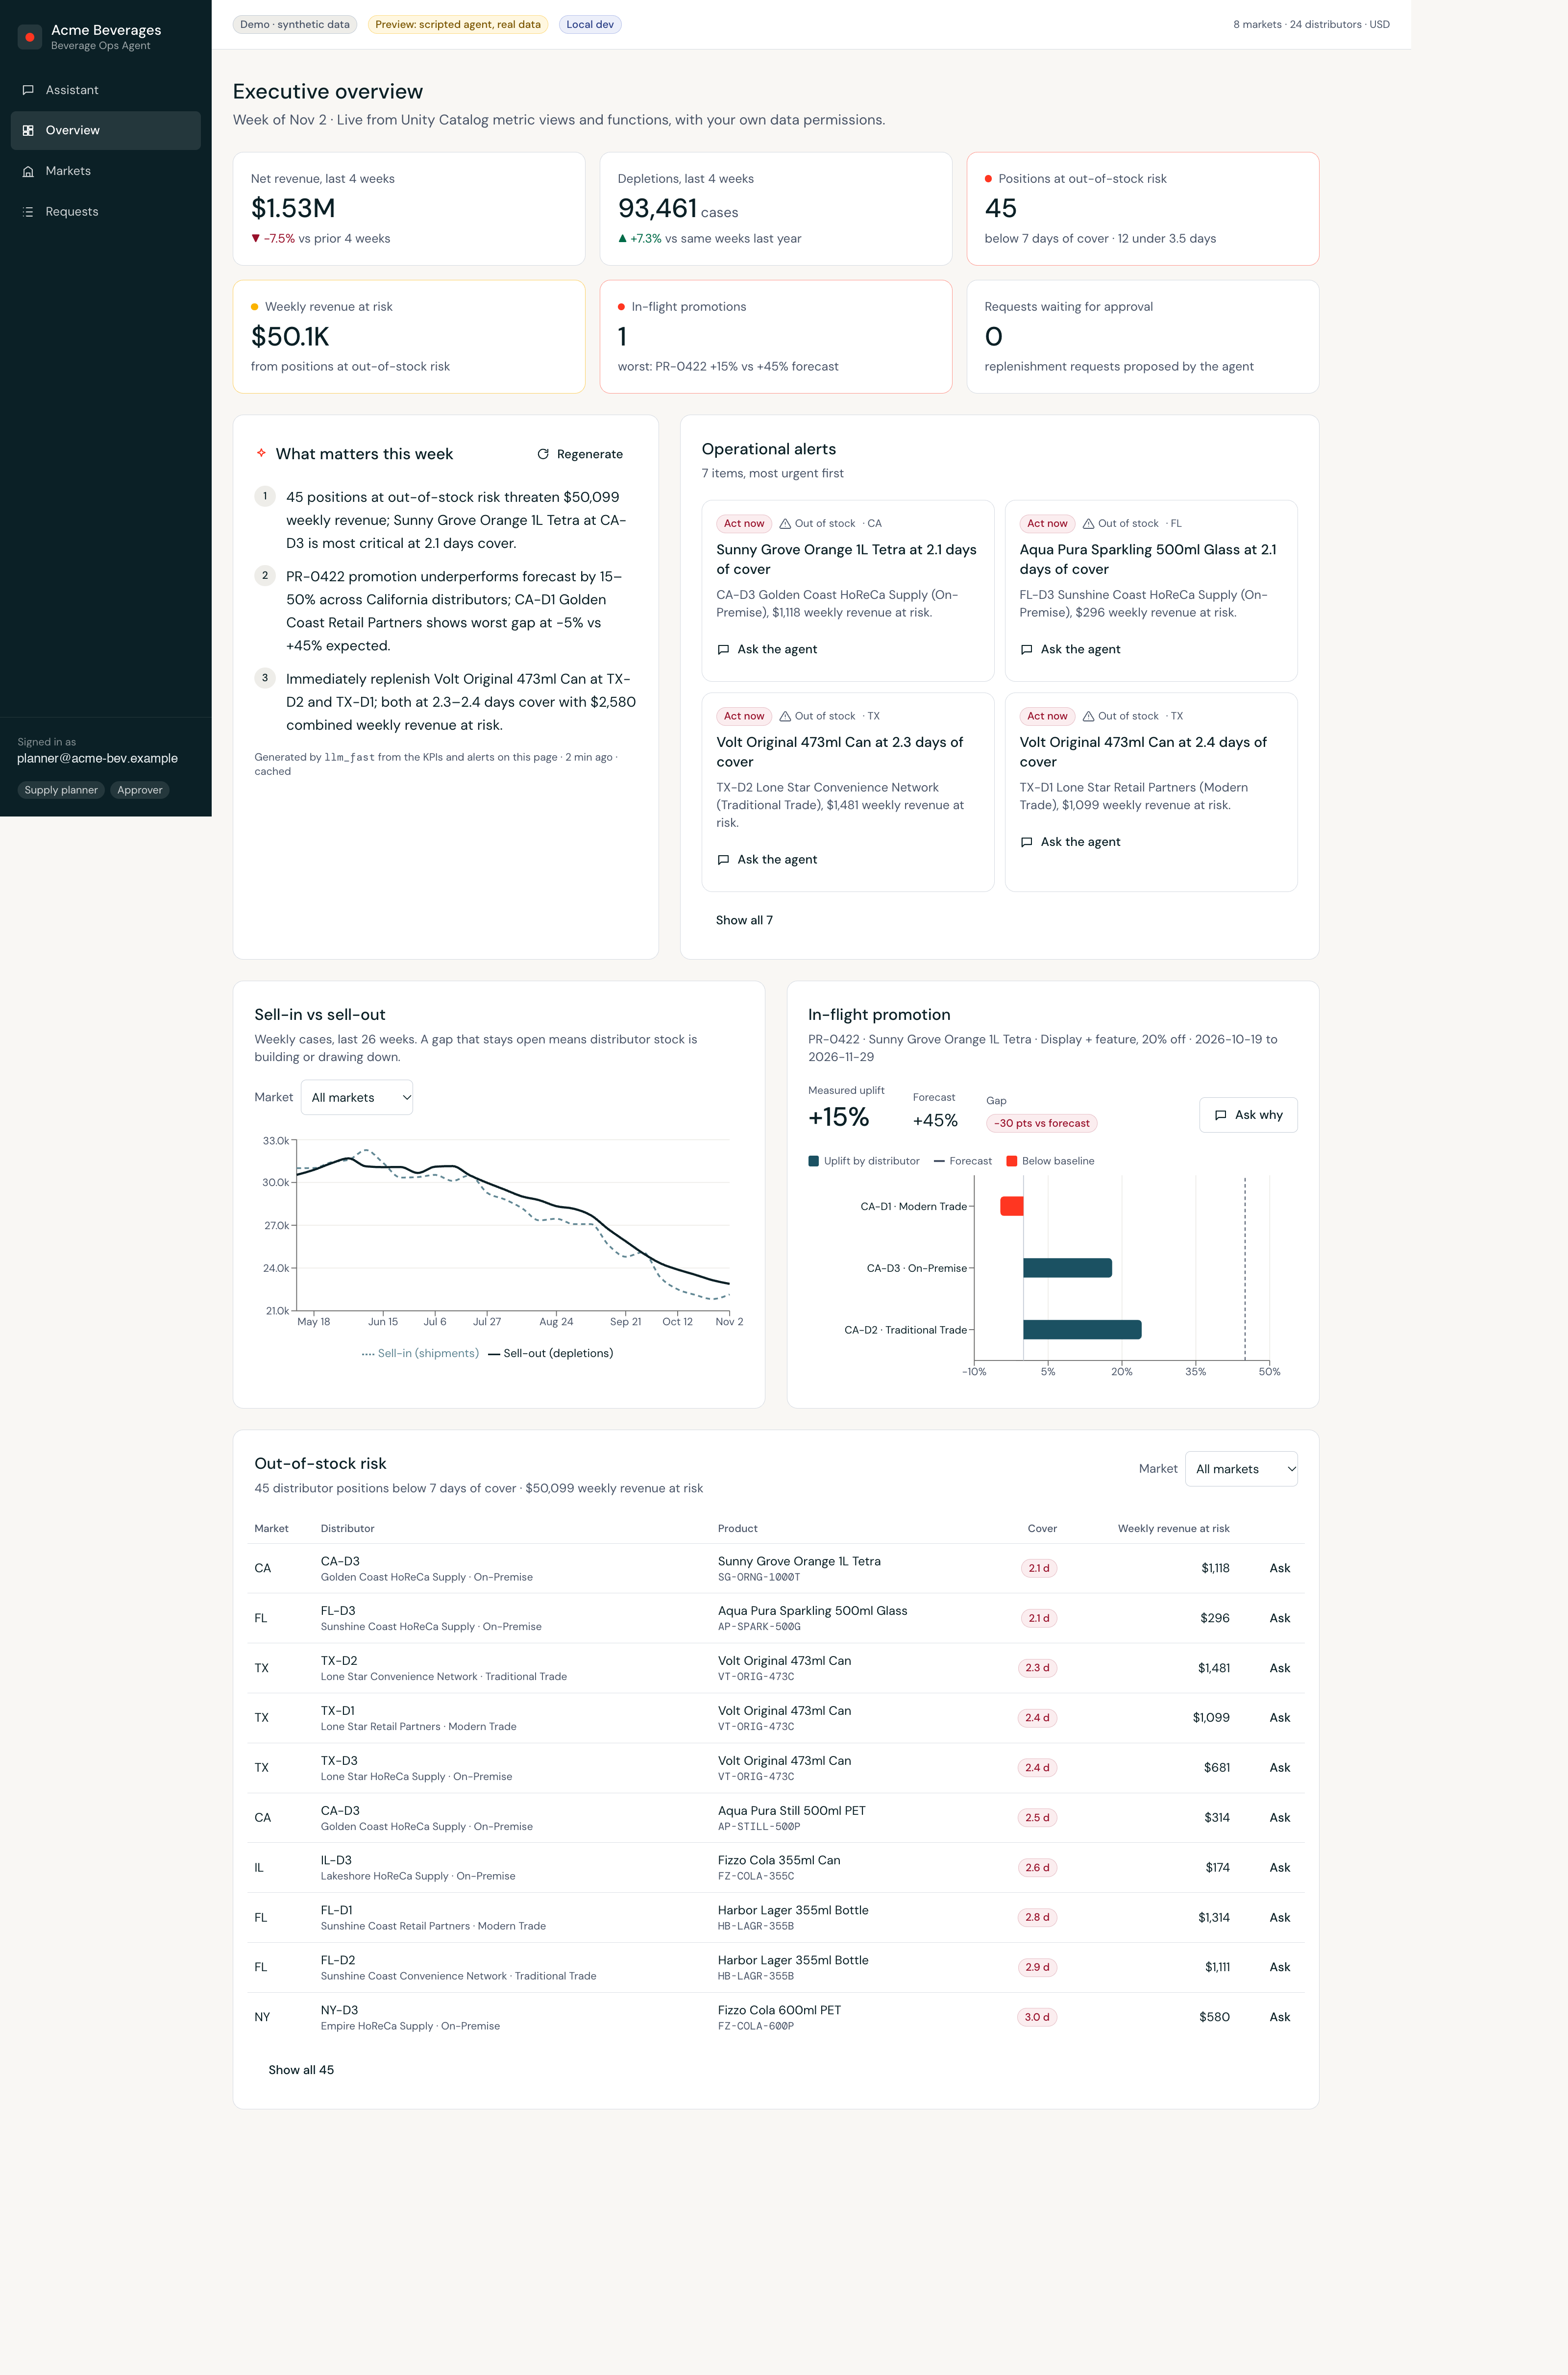 Acme Beverages
Beverage Ops Agent
Assistant
Overview
Markets
Requests
Signed in as
planner@acme-bev.example
Supply planner
Approver
Demo · synthetic data
Preview: scripted agent, real data
Local dev
8 markets · 24 distributors · USD
Executive overview
Week of Nov 2 · Live from Unity Catalog metric views and functions, with your own data permissions.
Net revenue, last 4 weeks
$1.53M
▼ -7.5% vs prior 4 weeks
Depletions, last 4 weeks
93,461 cases
▲ +7.3% vs same weeks last year
Positions at out-of-stock risk
45
below 7 days of cover · 12 under 3.5 days
Weekly revenue at risk
$50.1K
from positions at out-of-stock risk
In-flight promotions
1
worst: PR-0422 +15% vs +45% forecast
Requests waiting for approval
0
replenishment requests proposed by the agent
What matters this week
Regenerate
1
45 positions at out-of-stock risk threaten $50,099
weekly revenue; Sunny Grove Orange 1L Tetra at CA-
D3 is most critical at 2.1 days cover.
2
PR-0422 promotion underperforms forecast by 15–
50% across California distributors; CA-D1 Golden
Coast Retail Partners shows worst gap at -5% vs
+45% expected.
3
Immediately replenish Volt Original 473ml Can at TX-
D2 and TX-D1; both at 2.3–2.4 days cover with $2,580
combined weekly revenue at risk.
Generated by llm_fast from the KPIs and alerts on this page · 2 min ago ·
cached
Operational alerts
7 items, most urgent first
Act now Out of stock · CA
Sunny Grove Orange 1L Tetra at 2.1 days
of cover
CA-D3 Golden Coast HoReCa Supply (On-
Premise), $1,118 weekly revenue at risk.
Ask the agent
Act now Out of stock · FL
Aqua Pura Sparkling 500ml Glass at 2.1
days of cover
FL-D3 Sunshine Coast HoReCa Supply (On-
Premise), $296 weekly revenue at risk.
Ask the agent
Act now Out of stock · TX
Volt Original 473ml Can at 2.3 days of
cover
TX-D2 Lone Star Convenience Network
(Traditional Trade), $1,481 weekly revenue at
risk.
Ask the agent
Act now Out of stock · TX
Volt Original 473ml Can at 2.4 days of
cover
TX-D1 Lone Star Retail Partners (Modern
Trade), $1,099 weekly revenue at risk.
Ask the agent
Show all 7
Sell-in vs sell-out
Weekly cases, last 26 weeks. A gap that stays open means distributor stock is
building or drawing down.
Market All markets
33.0k
30.0k
27.0k
24.0k
21.0k
May 18 Jun 15 Jul 6 Jul 27 Aug 24 Sep 21 Oct 12 Nov 2
Sell-in (shipments) Sell-out (depletions)
In-flight promotion
PR-0422 · Sunny Grove Orange 1L Tetra · Display + feature, 20% off · 2026-10-19 to
2026-11-29
Measured uplift
+15%
Forecast
+45%
Gap
-30 pts vs forecast
Ask why
Uplift by distributor Forecast Below baseline
CA-D1 · Modern Trade
CA-D3 · On-Premise
CA-D2 · Traditional Trade
-10% 5% 20% 35% 50%
Out-of-stock risk
45 distributor positions below 7 days of cover · $50,099 weekly revenue at risk
Market All markets
Market Distributor Product Cover Weekly revenue at risk
CA CA-D3 Sunny Grove Orange 1L Tetra 2.1 d $1,118 Ask
Golden Coast HoReCa Supply · On-Premise SG-ORNG-1000T
FL FL-D3 Aqua Pura Sparkling 500ml Glass 2.1 d $296 Ask
Sunshine Coast HoReCa Supply · On-Premise AP-SPARK-500G
TX TX-D2 Volt Original 473ml Can 2.3 d $1,481 Ask
Lone Star Convenience Network · Traditional Trade VT-ORIG-473C
TX TX-D1 Volt Original 473ml Can 2.4 d $1,099 Ask
Lone Star Retail Partners · Modern Trade VT-ORIG-473C
TX TX-D3 Volt Original 473ml Can 2.4 d $681 Ask
Lone Star HoReCa Supply · On-Premise VT-ORIG-473C
CA CA-D3 Aqua Pura Still 500ml PET 2.5 d $314 Ask
Golden Coast HoReCa Supply · On-Premise AP-STILL-500P
IL IL-D3 Fizzo Cola 355ml Can 2.6 d $174 Ask
Lakeshore HoReCa Supply · On-Premise FZ-COLA-355C
FL FL-D1 Harbor Lager 355ml Bottle 2.8 d $1,314 Ask
Sunshine Coast Retail Partners · Modern Trade HB-LAGR-355B
FL FL-D2 Harbor Lager 355ml Bottle 2.9 d $1,111 Ask
Sunshine Coast Convenience Network · Traditional Trade HB-LAGR-355B
NY NY-D3 Fizzo Cola 600ml PET 3.0 d $580 Ask
Empire HoReCa Supply · On-Premise FZ-COLA-600P
Show all 45